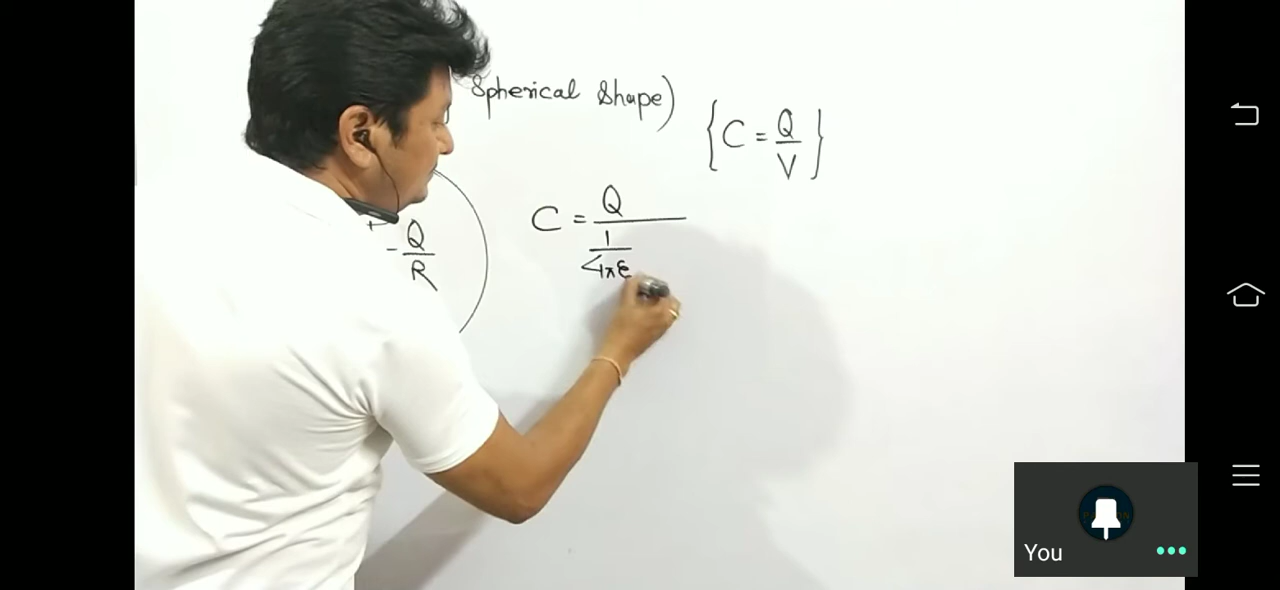 Spherical Shape)
{C = Q/V}
- Q/R
C = Q / 1/4πε
You